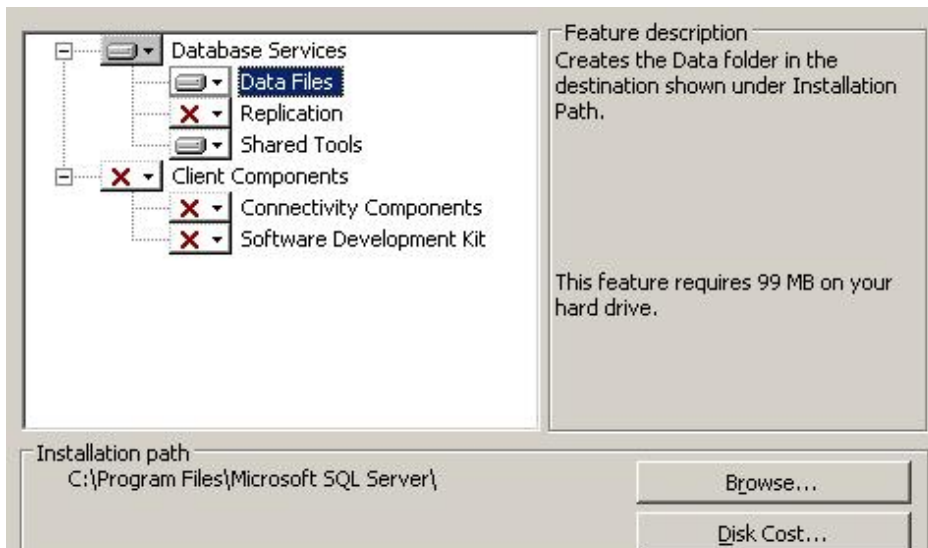 Database Services
Data Files
Replication
Shared Tools
Client Components
Connectivity Components
Software Development Kit
Feature description
Creates the Data folder in the
destination shown under Installation
Path.
This feature requires 99 MB on your
hard drive.
Installation path
C:\Program Files\Microsoft SQL Server\
Browse...
Disk Cost...